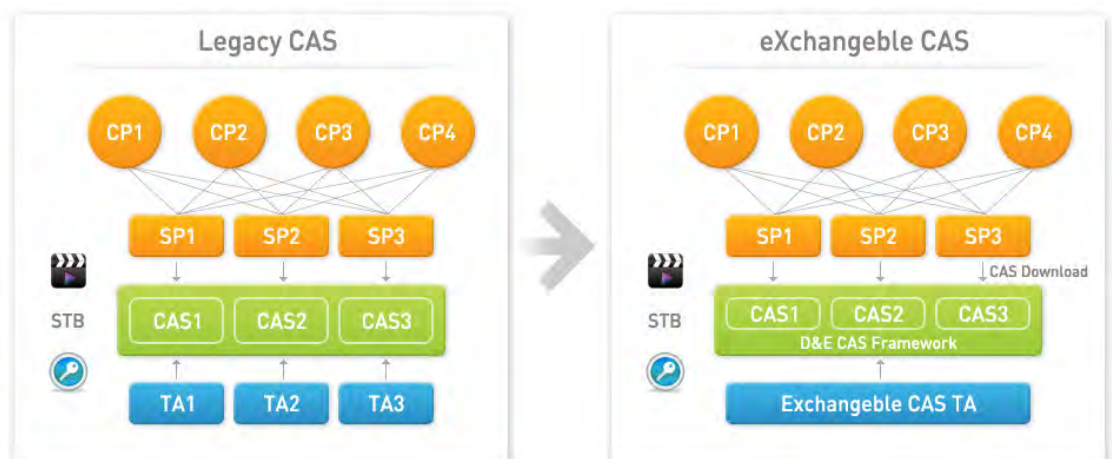 Legacy CAS
CP1 CP2 CP3 CP4
SP1 SP2 SP3
STB
CAS1 CAS2 CAS3
TA1 TA2 TA3
eXchangeble CAS
CP1 CP2 CP3 CP4
SP1 SP2 SP3
CAS Download
STB
CAS1 CAS2 CAS3
D&E CAS Framework
Exchangeble CAS TA